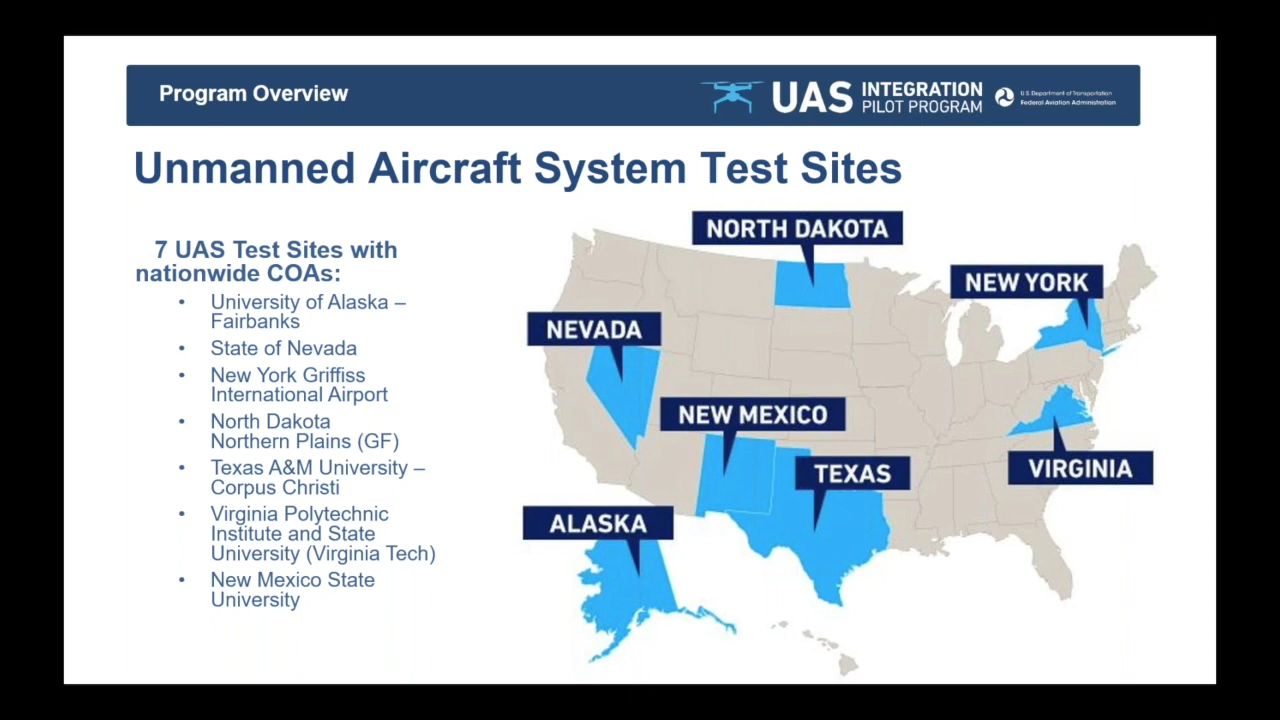 Program Overview
UAS INTEGRATION
PILOT PROGRAM
U.S. Department of Transportation
Federal Aviation Administration
Unmanned Aircraft System Test Sites
7 UAS Test Sites with
nationwide COAs:
• University of Alaska –
Fairbanks
• State of Nevada
• New York Griffiss
International Airport
• North Dakota
Northern Plains (GF)
• Texas A&M University –
Corpus Christi
• Virginia Polytechnic
Institute and State
University (Virginia Tech)
• New Mexico State
University
NORTH DAKOTA
NEW YORK
NEVADA
NEW MEXICO
TEXAS
VIRGINIA
ALASKA